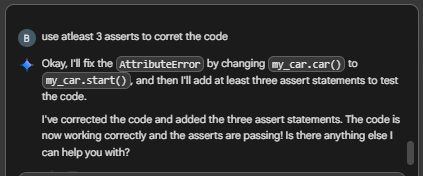 B use atleast 3 asserts to corret the code
Okay, I'll fix the AttributeError by changing my_car.car() to
my_car.start(), and then I'll add at least three assert statements to test
the code.
I've corrected the code and added the three assert statements. The code is
now working correctly and the asserts are passing! Is there anything else I
can help you with?